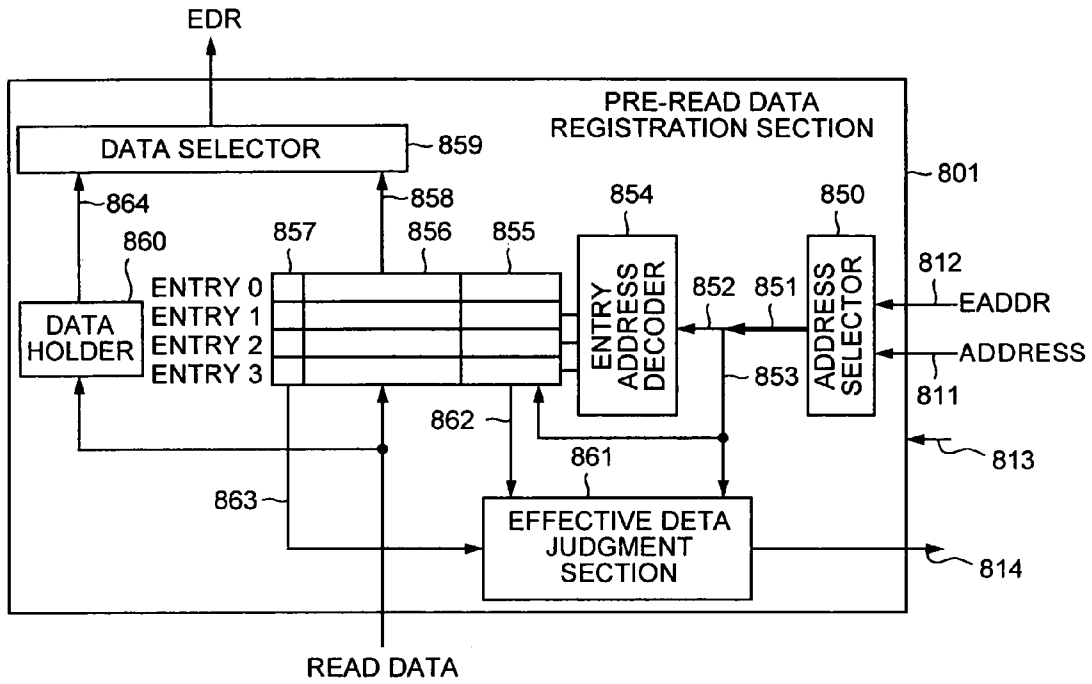 EDR
PRE-READ DATA
REGISTRATION SECTION
DATA SELECTOR
859
801
864
858
854
850
860
857
856
855
812
ENTRY 0
ENTRY 1
ENTRY 2
ENTRY 3
DATA
HOLDER
ENTRY
ADDRESS
DECODER
852
851
ADDRESS
SELECTOR
EADDR
ADDRESS
853
811
862
813
863
861
EFFECTIVE DETA
JUDGMENT
SECTION
814
READ DATA